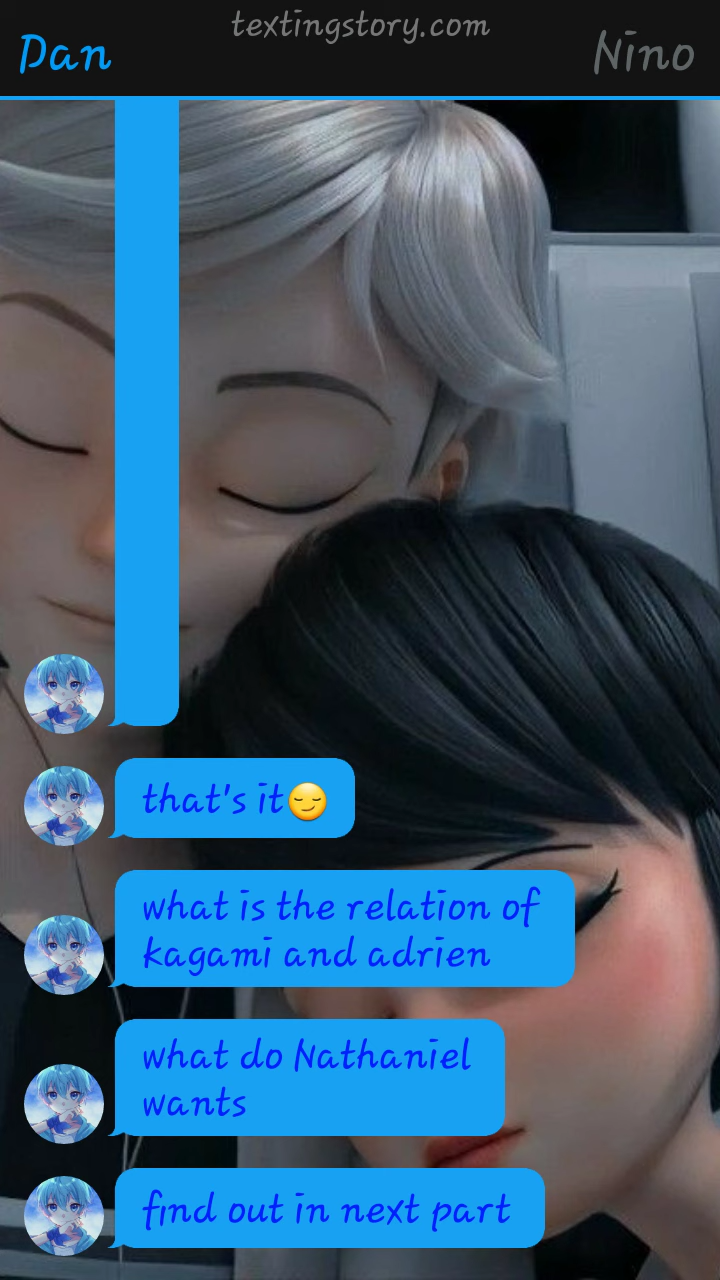 textingstory.com
Dan
Nino
that's it😏
what is the relation of
kagami and adrien
what do Nathaniel
wants
find out in next part